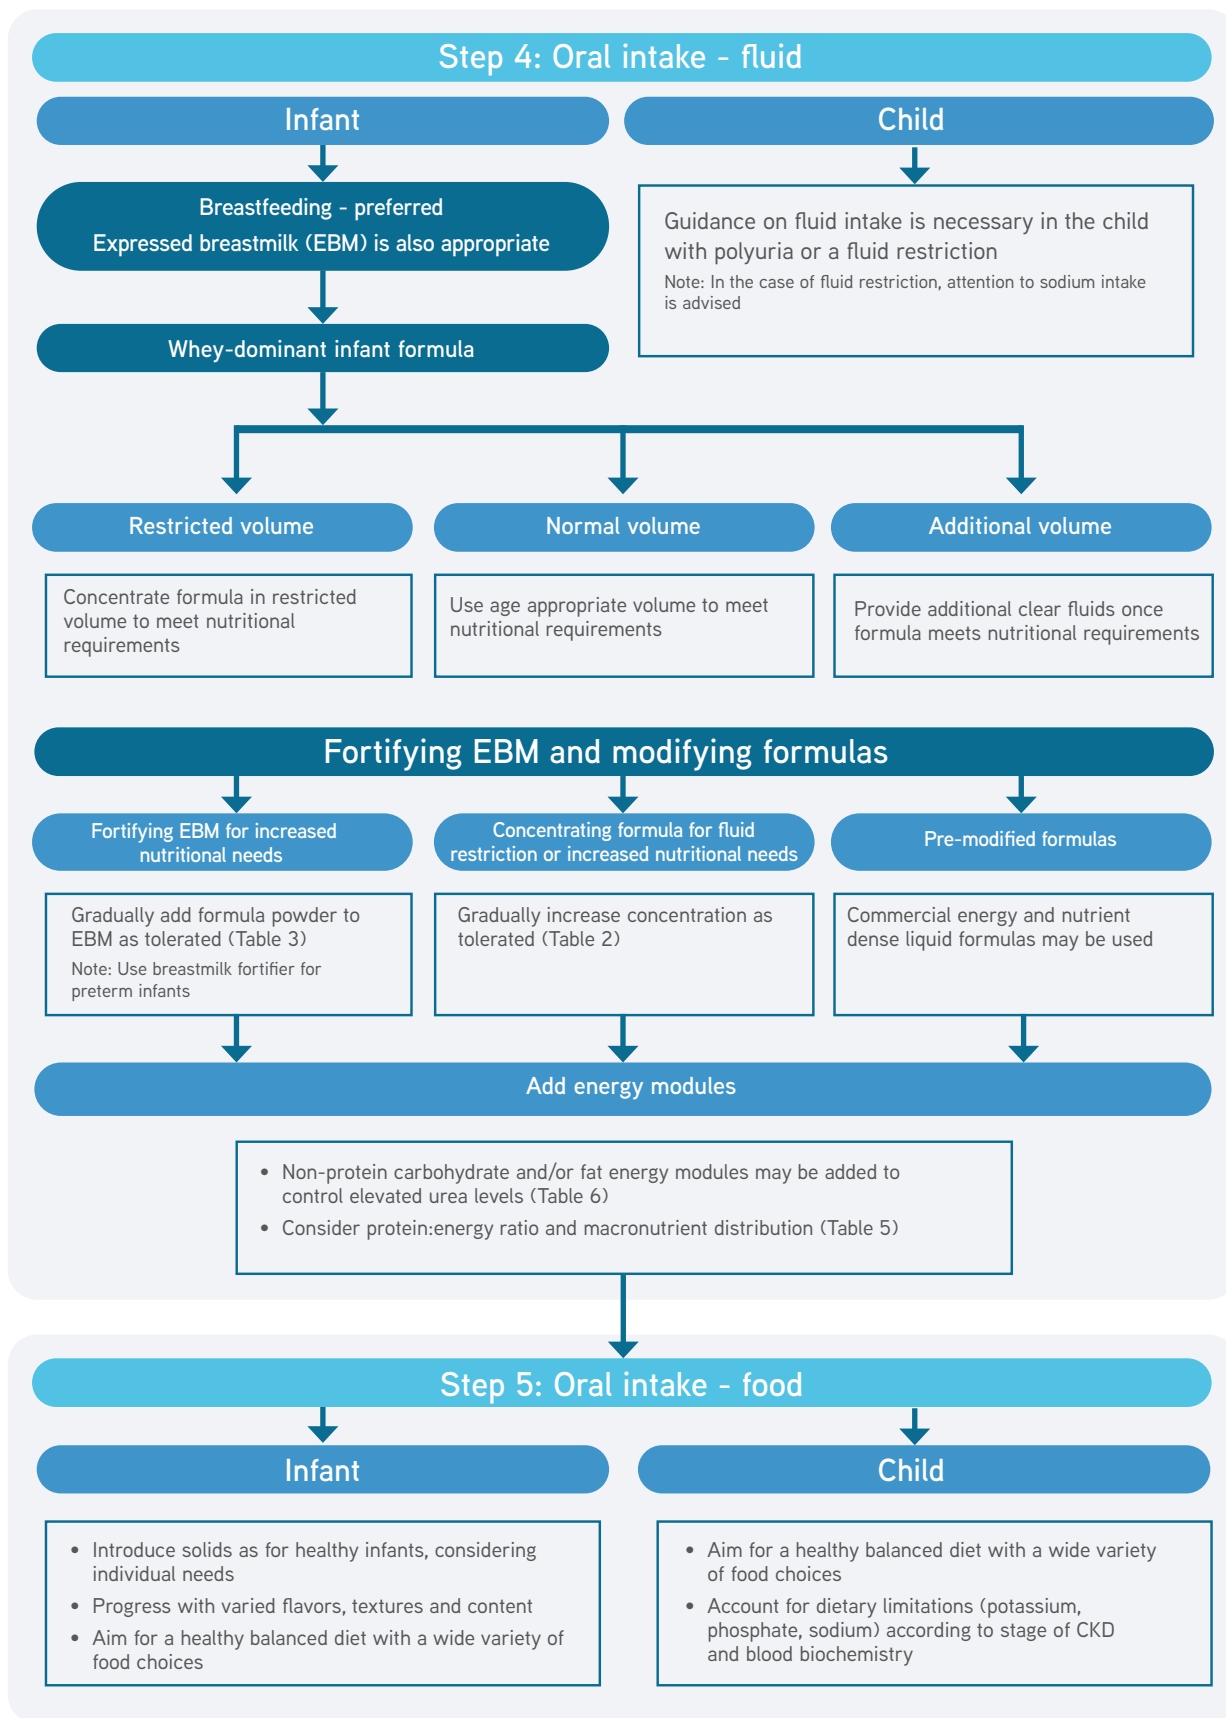 Step 4: Oral intake - fluid
Infant
Breastfeeding - preferred
Expressed breastmilk (EBM) is also appropriate
Whey-dominant infant formula
Child
Guidance on fluid intake is necessary in the child
with polyuria or a fluid restriction
Note: In the case of fluid restriction, attention to sodium intake
is advised
Restricted volume
Concentrate formula in restricted
volume to meet nutritional
requirements
Normal volume
Use age appropriate volume to meet
nutritional requirements
Additional volume
Provide additional clear fluids once
formula meets nutritional requirements
Fortifying EBM and modifying formulas
Fortifying EBM for increased
nutritional needs
Gradually add formula powder to
EBM as tolerated (Table 3)
Note: Use breastmilk fortifier for
preterm infants
Concentrating formula for fluid
restriction or increased nutritional needs
Gradually increase concentration as
tolerated (Table 2)
Pre-modified formulas
Commercial energy and nutrient
dense liquid formulas may be used
Add energy modules
• Non-protein carbohydrate and/or fat energy modules may be added to
control elevated urea levels (Table 6)
• Consider protein:energy ratio and macronutrient distribution (Table 5)
Step 5: Oral intake - food
Infant
• Introduce solids as for healthy infants, considering
individual needs
• Progress with varied flavors, textures and content
• Aim for a healthy balanced diet with a wide variety of
food choices
Child
• Aim for a healthy balanced diet with a wide variety
of food choices
• Account for dietary limitations (potassium,
phosphate, sodium) according to stage of CKD
and blood biochemistry